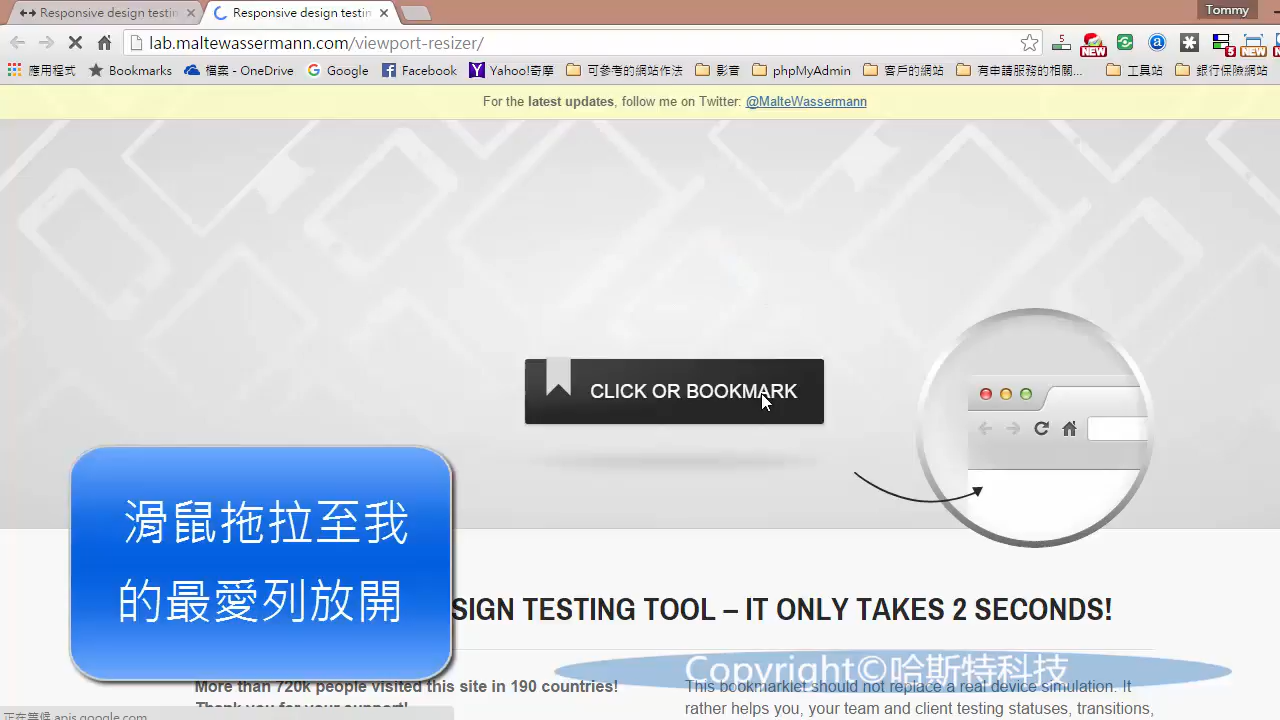 Responsive design testin
Responsive design testin
Tommy
lab.maltewassermann.com/viewport-resizer/
5
NEW
5
NEW
應用程式
Bookmarks
檔案 - OneDrive
Google
Facebook
Yahoo!奇摩
可參考的網站作法
影音
phpMyAdmin
客戶的網站
有申請服務的相關...
工具站
銀行保險網站
For the latest updates, follow me on Twitter: @MalteWassermann
CLICK OR BOOKMARK
滑鼠拖拉至我
的最愛列放開
SIGN TESTING TOOL – IT ONLY TAKES 2 SECONDS!
Copyright©哈斯特科技
More than 720k people visited this site in 190 countries!
Thank you for your support!
This bookmarklet should not replace a real device simulation. It
rather helps you, your team and client testing statuses, transitions,
正在等候 apis.google.com